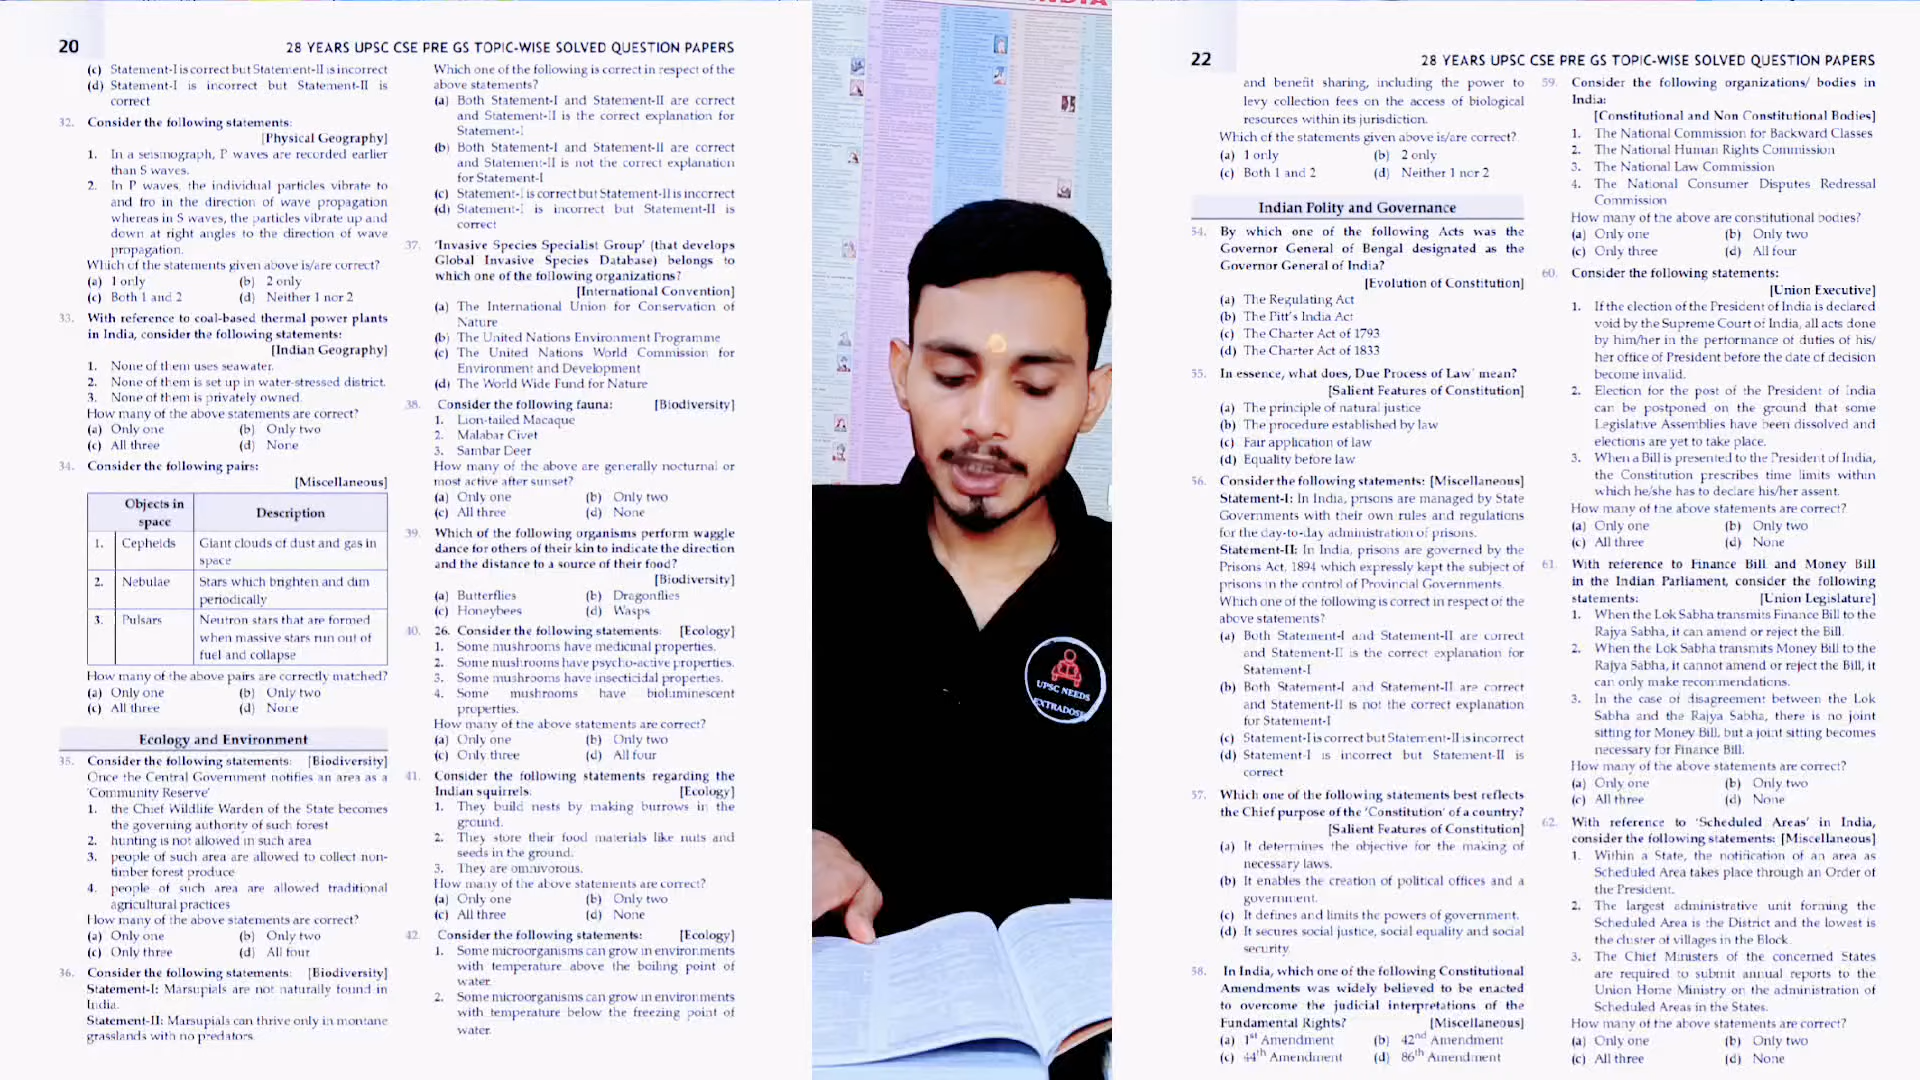 20
28 YEARS UPSC CSE PRE GS TOPIC-WISE SOLVED QUESTION PAPERS
(c) Statement-I is correct but Statement-II is incorrect
(d) Statement-I is incorrect but Statement-II is
correct
32. Consider the following statements:
[Physical Geography]
1. In a seismograph, P waves are recorded earlier
than S waves.
2. In P waves, the individual particles vibrate to
and fro in the direction of wave propagation
whereas in S waves, the particles vibrate up and
down at right angles to the direction of wave
propagation.
Which of the statements given above is/are correct?
(a) 1 only (b) 2 only
(c) Both 1 and 2 (d) Neither 1 nor 2
33. With reference to coal-based thermal power plants
in India, consider the following statements:
[Indian Geography]
1. None of them uses seawater.
2. None of them is set up in water-stressed district.
3. None of them is privately owned.
How many of the above statements are correct?
(a) Only one (b) Only two
(c) All three (d) None
34. Consider the following pairs:
[Miscellaneous]
Objects in
space
Description
1. Cepheids Giant clouds of dust and gas in
space
2. Nebulae Stars which brighten and dim
periodically
3. Pulsars Neutron stars that are formed
when massive stars run out of
fuel and collapse
How many of the above pairs are correctly matched?
(a) Only one (b) Only two
(c) All three (d) None
Ecology and Environment
35. Consider the following statements: [Biodiversity]
Once the Central Government notifies an area as a
'Community Reserve'
1. the Chief Wildlife Warden of the State becomes
the governing authority of such forest
2. hunting is not allowed in such area
3. people of such area are allowed to collect non-
timber forest produce
4. people of such area are allowed traditional
agricultural practices
How many of the above statements are correct?
(a) Only one (b) Only two
(c) Only three (d) All four
36. Consider the following statements: [Biodiversity]
Statement-I: Marsupials are not naturally found in
India.
Statement-II: Marsupials can thrive only in montane
grasslands with no predators.
Which one of the following is correct in respect of the
above statements?
(a) Both Statement-I and Statement-II are correct
and Statement-II is the correct explanation for
Statement-I
(b) Both Statement-I and Statement-II are correct
and Statement-II is not the correct explanation
for Statement-I
(c) Statement-I is correct but Statement-II is incorrect
(d) Statement-I is incorrect but Statement-II is
correct
37. 'Invasive Species Specialist Group' (that develops
Global Invasive Species Database) belongs to
which one of the following organizations?
[International Convention]
(a) The International Union for Conservation of
Nature
(b) The United Nations Environment Programme
(c) The United Nations World Commission for
Environment and Development
(d) The World Wide Fund for Nature
38. Consider the following fauna: [Biodiversity]
1. Lion-tailed Macaque
2. Malabar Civet
3. Sambar Deer
How many of the above are generally nocturnal or
most active after sunset?
(a) Only one (b) Only two
(c) All three (d) None
39. Which of the following organisms perform waggle
dance for others of their kin to indicate the direction
and the distance to a source of their food?
[Biodiversity]
(a) Butterflies (b) Dragonflies
(c) Honeybees (d) Wasps
40. 26. Consider the following statements: [Ecology]
1. Some mushrooms have medicinal properties.
2. Some mushrooms have psycho-active properties.
3. Some mushrooms have insecticidal properties.
4. Some mushrooms have bioluminescent
properties.
How many of the above statements are correct?
(a) Only one (b) Only two
(c) Only three (d) All four
41. Consider the following statements regarding the
Indian squirrels: [Ecology]
1. They build nests by making burrows in the
ground.
2. They store their food materials like nuts and
seeds in the ground.
3. They are omnivorous.
How many of the above statements are correct?
(a) Only one (b) Only two
(c) All three (d) None
42. Consider the following statements: [Ecology]
1. Some microorganisms can grow in environments
with temperature above the boiling point of
water.
2. Some microorganisms can grow in environments
with temperature below the freezing point of
water.
INDIA
UPSC NEEDS
EXTRADOSE
22
28 YEARS UPSC CSE PRE GS TOPIC-WISE SOLVED QUESTION PAPERS
and benefit sharing, including the power to
levy collection fees on the access of biological
resources within its jurisdiction.
Which of the statements given above is/are correct?
(a) 1 only (b) 2 only
(c) Both 1 and 2 (d) Neither 1 nor 2
Indian Polity and Governance
54. By which one of the following Acts was the
Governor General of Bengal designated as the
Governor General of India?
[Evolution of Constitution]
(a) The Regulating Act
(b) The Pitt's India Act
(c) The Charter Act of 1793
(d) The Charter Act of 1833
55. In essence, what does, Due Process of Law' mean?
[Salient Features of Constitution]
(a) The principle of natural justice
(b) The procedure established by law
(c) Fair application of law
(d) Equality before law
56. Consider the following statements: [Miscellaneous]
Statement-I: In India, prisons are managed by State
Governments with their own rules and regulations
for the day-to-day administration of prisons.
Statement-II: In India, prisons are governed by the
Prisons Act, 1894 which expressly kept the subject of
prisons in the control of Provincial Governments.
Which one of the following is correct in respect of the
above statements?
(a) Both Statement-I and Statement-II are correct
and Statement-II is the correct explanation for
Statement-I
(b) Both Statement-I and Statement-II are correct
and Statement-II is not the correct explanation
for Statement-I
(c) Statement-I is correct but Statement-II is incorrect
(d) Statement-I is incorrect but Statement-II is
correct
57. Which one of the following statements best reflects
the Chief purpose of the 'Constitution' of a country?
[Salient Features of Constitution]
(a) It determines the objective for the making of
necessary laws.
(b) It enables the creation of political offices and a
government.
(c) It defines and limits the powers of government.
(d) It secures social justice, social equality and social
security.
58. In India, which one of the following Constitutional
Amendments was widely believed to be enacted
to overcome the judicial interpretations of the
Fundamental Rights? [Miscellaneous]
(a) 1st Amendment (b) 42nd Amendment
(c) 44th Amendment (d) 86th Amendment
59. Consider the following organizations/ bodies in
India:
[Constitutional and Non Constitutional Bodies]
1. The National Commission for Backward Classes
2. The National Human Rights Commission
3. The National Law Commission
4. The National Consumer Disputes Redressal
Commission
How many of the above are constitutional bodies?
(a) Only one (b) Only two
(c) Only three (d) All four
60. Consider the following statements:
[Union Executive]
1. If the election of the President of India is declared
void by the Supreme Court of India, all acts done
by him/her in the performance of duties of his/
her office of President before the date of decision
become invalid.
2. Election for the post of the President of India
can be postponed on the ground that some
Legislative Assemblies have been dissolved and
elections are yet to take place.
3. When a Bill is presented to the President of India,
the Constitution prescribes time limits within
which he/she has to declare his/her assent.
How many of the above statements are correct?
(a) Only one (b) Only two
(c) All three (d) None
61. With reference to Finance Bill and Money Bill
in the Indian Parliament, consider the following
statements: [Union Legislature]
1. When the Lok Sabha transmits Finance Bill to the
Rajya Sabha, it can amend or reject the Bill.
2. When the Lok Sabha transmits Money Bill to the
Rajya Sabha, it cannot amend or reject the Bill, it
can only make recommendations.
3. In the case of disagreement between the Lok
Sabha and the Rajya Sabha, there is no joint
sitting for Money Bill, but a joint sitting becomes
necessary for Finance Bill.
How many of the above statements are correct?
(a) Only one (b) Only two
(c) All three (d) None
62. With reference to 'Scheduled Areas' in India,
consider the following statements: [Miscellaneous]
1. Within a State, the notification of an area as
Scheduled Area takes place through an Order of
the President.
2. The largest administrative unit forming the
Scheduled Area is the District and the lowest is
the cluster of villages in the Block.
3. The Chief Ministers of the concerned States
are required to submit annual reports to the
Union Home Ministry on the administration of
Scheduled Areas in the States.
How many of the above statements are correct?
(a) Only one (b) Only two
(c) All three (d) None